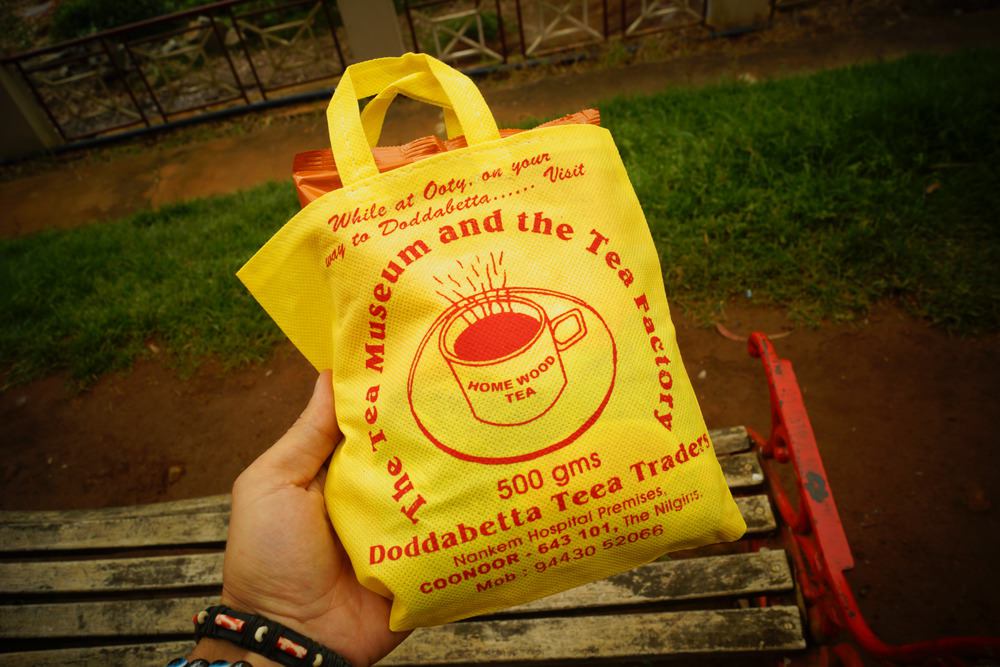 While at Ooty, on your
way to Doddabetta...... Visit
The Tea Museum and the Tea Factory
HOME WOOD
TEA
500 gms
Doddabetta Teea Traders
Nankem Hospital Premises,
COONOOR - 643 101, The Nilgiris.
Mob : 94430 52066